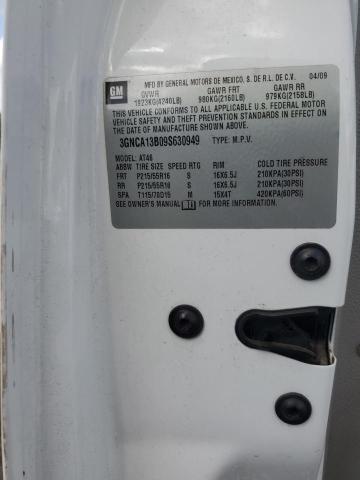 GM MFD BY GENERAL MOTORS DE MEXICO, S. DE R.L. DE C.V. 04/09
GVWR GAWR FRT GAWR RR
1923KG(4240LB) 980KG(2160LB) 979KG(2158LB)
THIS VEHICLE CONFORMS TO ALL APPLICABLE U.S. FEDERAL MOTOR
VEHICLE SAFETY AND THEFT PREVENTION STANDARDS IN EFFECT ON THE
DATE OF MANUFACTURE SHOWN ABOVE.
3GNCA13B09S630949 TYPE: M.P.V.
MODEL: AT46
ABBW TIRE SIZE SPEED RTG RIM COLD TIRE PRESSURE
FRT P215/55R16 S 16X6.5J 210KPA(30PSI)
RR P215/55R16 S 16X6.5J 210KPA(30PSI)
SPA T115/70D15 M 15X4T 420KPA(60PSI)
SEE OWNER'S MANUAL FOR ADDITIONAL INFORMATION.